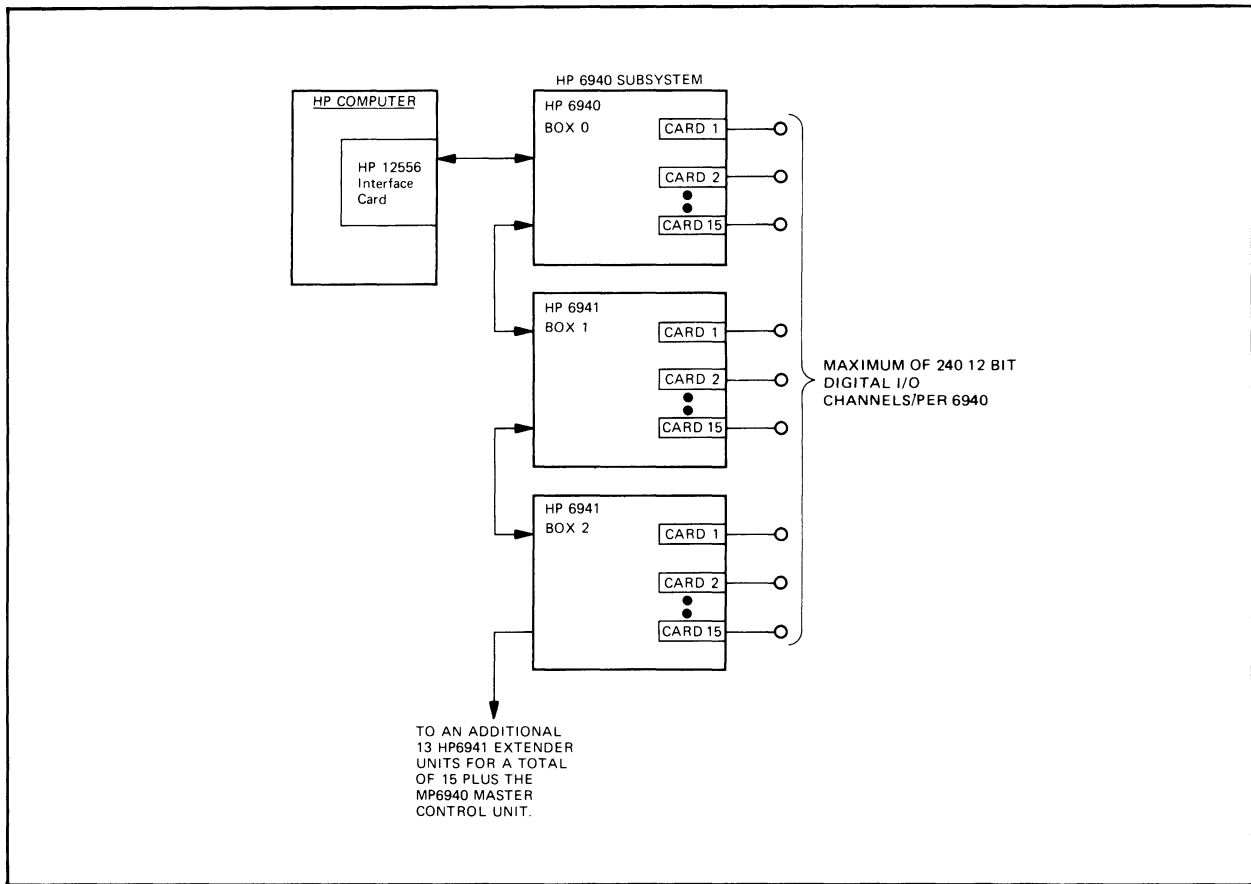 HP COMPUTER
HP 12556
Interface
Card
HP 6940 SUBSYSTEM
HP 6940
BOX 0
CARD 1
CARD 2
CARD 15
HP 6941
BOX 1
CARD 1
CARD 2
CARD 15
HP 6941
BOX 2
CARD 1
CARD 2
CARD 15
MAXIMUM OF 240 12 BIT
DIGITAL I/O
CHANNELS/PER 6940
TO AN ADDITIONAL
13 HP6941 EXTENDER
UNITS FOR A TOTAL
OF 15 PLUS THE
MP6940 MASTER
CONTROL UNIT.